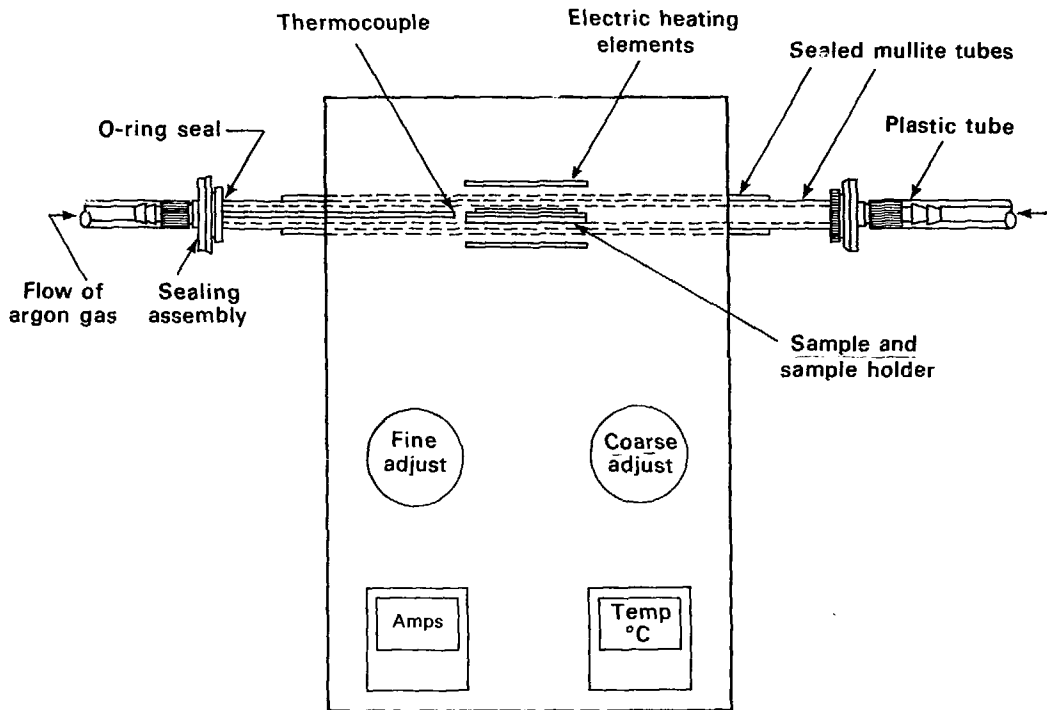 Thermocouple
Electric heating
elements
Sealed mullite tubes
O-ring seal
Plastic tube
Flow of
argon gas
Sealing
assembly
Sample and
sample holder
Fine
adjust
Coarse
adjust
Amps
Temp
°C